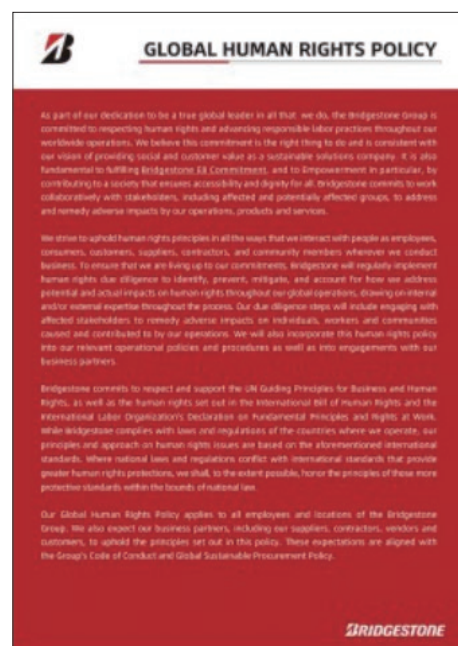 GLOBAL HUMAN RIGHTS POLICY
As part of our dedication to be a true global leader in all that we do, the Bridgestone Group is
committed to respecting human rights and advancing responsible labor practices throughout our
worldwide operations. We believe this commitment is the right thing to do and is consistent with
our vision of providing social and customer value as a sustainable solutions company. It is also
fundamental to fulfilling Bridgestone E8 Commitment, and to Empowerment in particular, by
contributing to a society that ensures accessibility and dignity for all. Bridgestone commits to work
collaboratively with stakeholders, including affected and potentially affected groups, to address
and remedy adverse impacts by our operations, products and services.
We strive to uphold human rights principles in all the ways that we interact with people as employees,
consumers, customers, suppliers, contractors, and community members wherever we conduct
business. To ensure that we are living up to our commitments, Bridgestone will regularly implement
human rights due diligence to identify, prevent, mitigate, and account for how we address
potential and actual impacts on human rights throughout our global operations, drawing on internal
and/or external expertise throughout the process. Our due diligence steps will include engaging with
affected stakeholders to remedy adverse impacts on individuals, workers and communities
caused and contributed to by our operations. We will also incorporate this human rights policy
into our relevant operational policies and procedures as well as into engagements with our
business partners.
Bridgestone commits to respect and support the UN Guiding Principles for Business and Human
Rights, as well as the human rights set out in the International Bill of Human Rights and the
International Labor Organization's Declaration on Fundamental Principles and Rights at Work.
While Bridgestone complies with laws and regulations of the countries where we operate, our
principles and approach on human rights issues are based on the aforementioned international
standards. Where national laws and regulations conflict with international standards that provide
greater human rights protections, we shall, to the extent possible, honor the principles of those more
protective standards within the bounds of national law.
Our Global Human Rights Policy applies to all employees and locations of the Bridgestone
Group. We also expect our business partners, including our suppliers, contractors, vendors and
customers, to uphold the principles set out in this policy. These expectations are aligned with
the Group's Code of Conduct and Global Sustainable Procurement Policy.
BRIDGESTONE